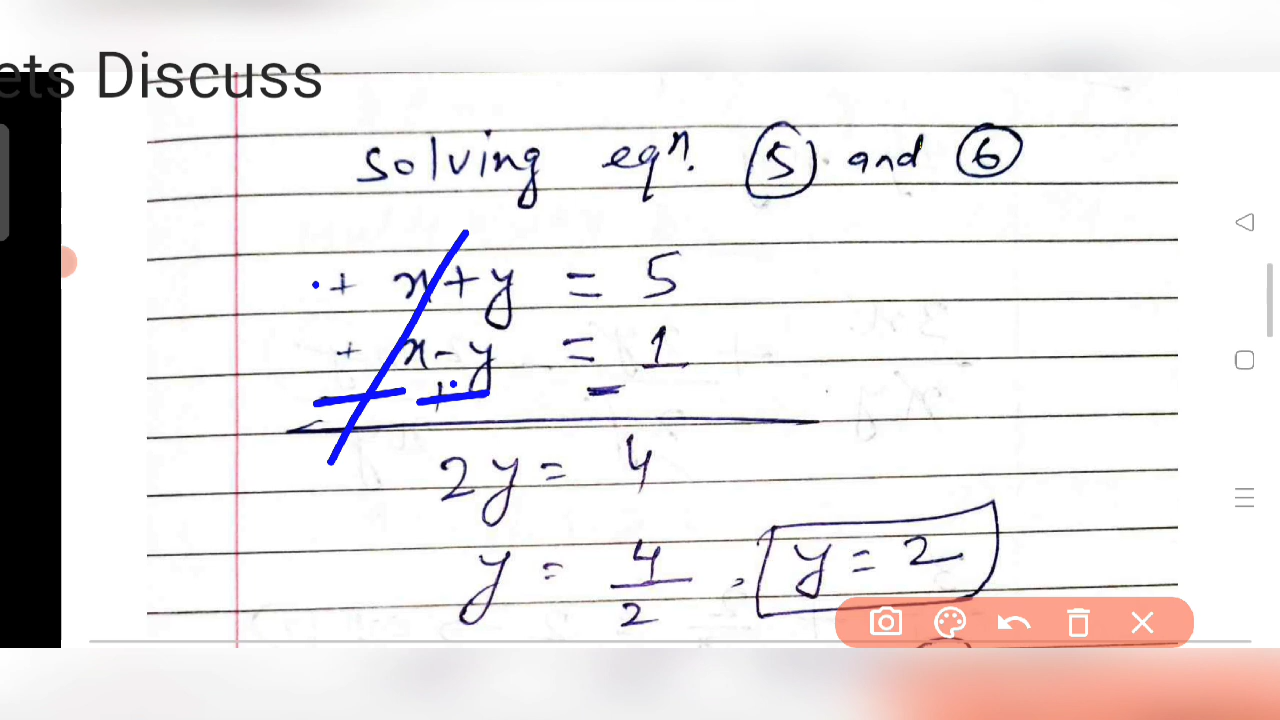 ets Discuss
solving eqn. (5) and (6)
+ x+y = 5
+ x-y = 1
- + -
2y = 4
y = 4/2 . y = 2